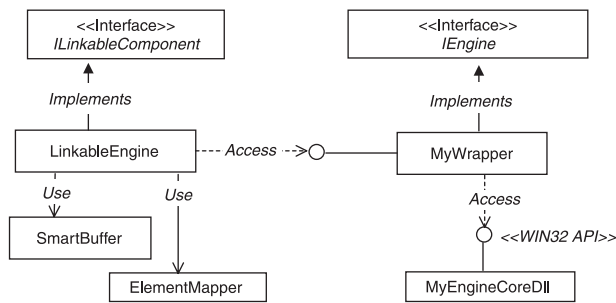 <<Interface>>
ILinkableComponent
<<Interface>>
IEngine
Implements
Implements
LinkableEngine
Access
MyWrapper
Use
Use
Access
SmartBuffer
<<WIN32 API>>
ElementMapper
MyEngineCoreDll